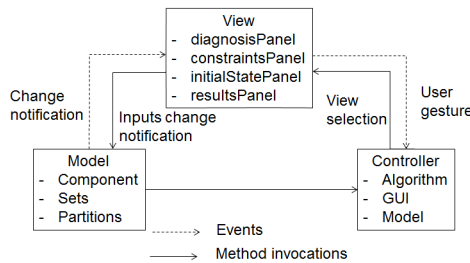 View
- diagnosisPanel
- constraintsPanel
- initialStatePanel
- resultsPanel
Change
notification
Inputs change
notification
View
selection
User
gesture
Model
- Component
- Sets
- Partitions
Controller
- Algorithm
- GUI
- Model
Events
Method invocations